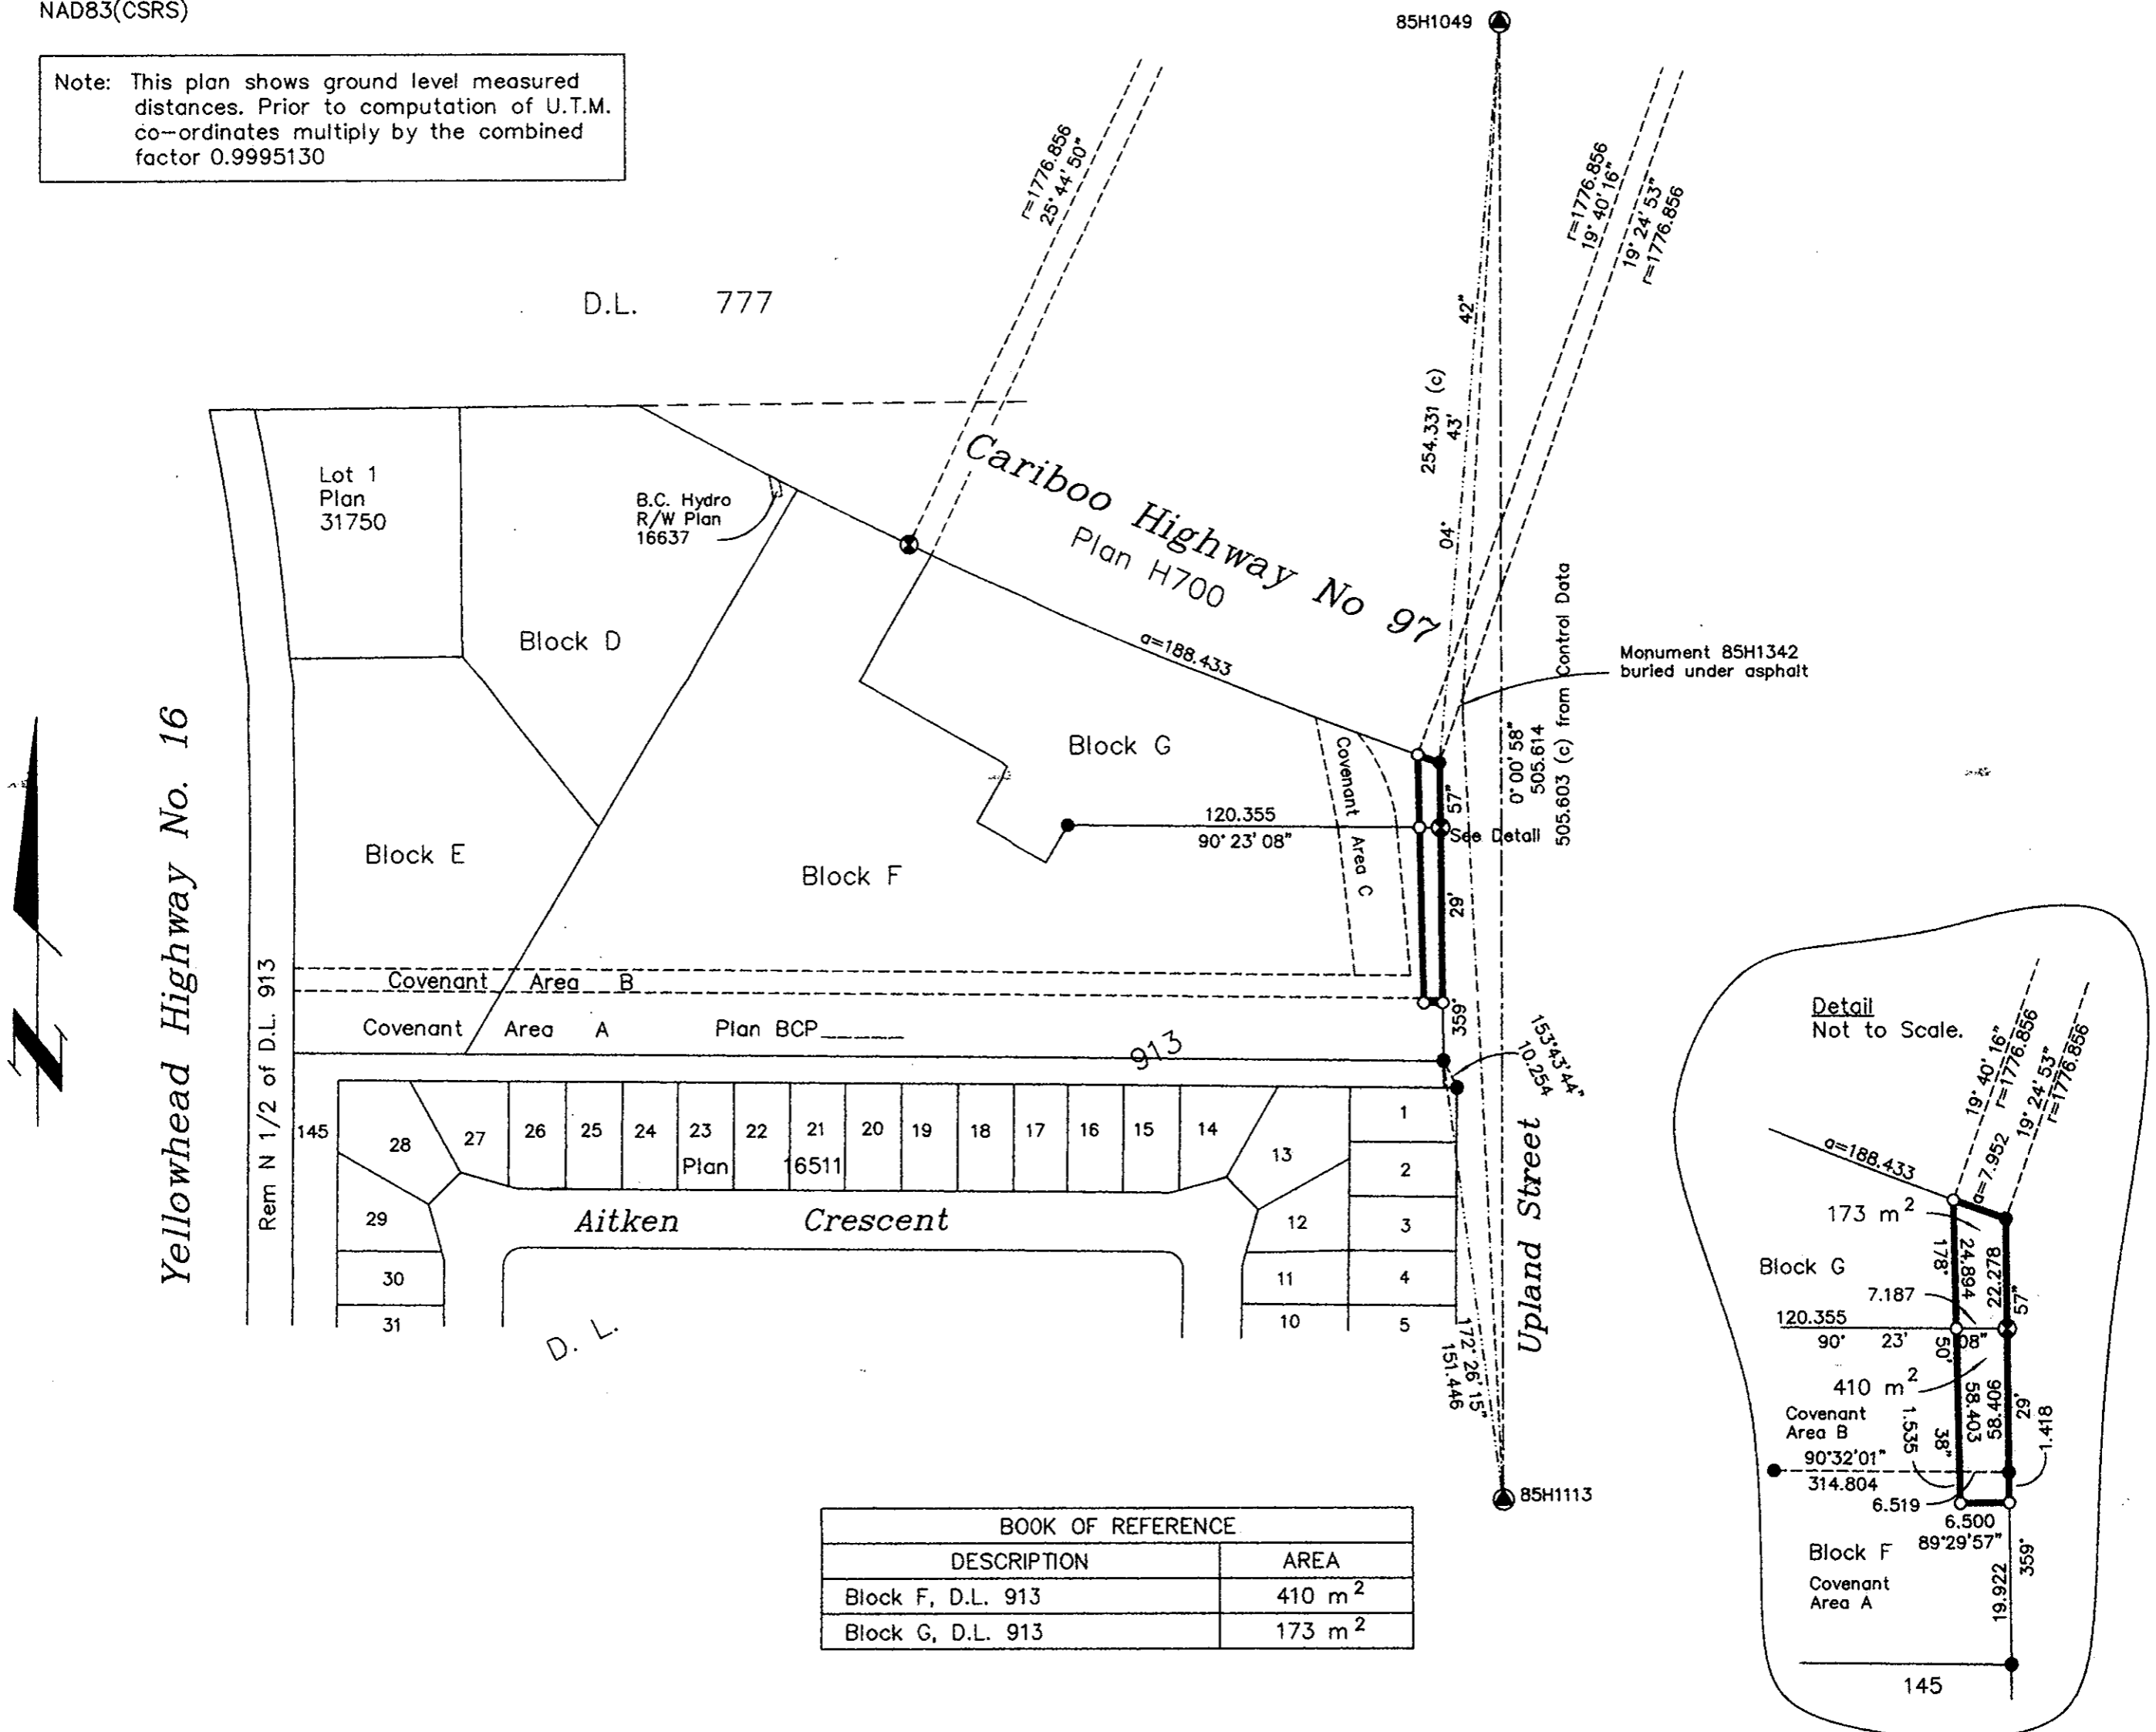 NAD83(CSRS)
Note: This plan shows ground level measured
distances. Prior to computation of U.T.M.
co-ordinates multiply by the combined
factor 0.9995130
85H1049
r=1776.856
25° 44' 50"
r=1776.856
19° 40' 16"
19° 24' 53"
r=1776.856
D.L. 777
254.331 (c)
04° 43' 42"
Lot 1
Plan
31750
B.C. Hydro
R/W Plan
16637
Cariboo Highway No 97
Plan H700
a=188.433
Block D
Monument 85H1342
buried under asphalt
0° 00' 58"
505.614
505.603 (c) from Control Data
Yellowhead Highway No. 16
Block G
Covenant Area C
120.355
90° 23' 08"
See Detail
359° 29' 57"
Block E
Block F
Rem N 1/2 of D.L. 913
Covenant Area B
Covenant Area A Plan BCP______
913
153°43'44"
10.254
145
28
27
26
25
24
23
22
21
20
19
18
17
16
15
14
13
1
2
Plan 16511
29
Aitken Crescent
12
3
30
11
4
31
10
5
D. L.
Upland Street
172° 26' 15"
151.446
85H1113
BOOK OF REFERENCE
DESCRIPTION AREA
Block F, D.L. 913 410 m²
Block G, D.L. 913 173 m²
Detail
Not to Scale.
19° 40' 16"
r=1776.856
19° 24' 53"
r=1776.856
a=188.433
a=7.952
173 m²
Block G
178° 50' 38"
24.894
22.278
7.187
120.355
90° 23' 08"
410 m²
58.403
58.406
359° 29' 57"
Covenant
Area B
1.535
1.418
90°32'01"
314.804
6.519
6.500
89°29'57"
Block F
Covenant
Area A
19.922
145
N